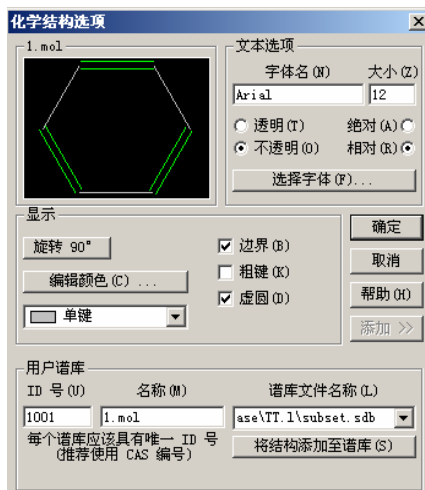 化学结构选项
1.mol
文本选项
字体名(N) 大小(Z)
Arial 12
透明(T) 绝对(A)
不透明(O) 相对(R)
选择字体(F)...
显示
旋转 90°
编辑颜色(C) ...
单键
边界(B)
粗键(K)
虚圆(D)
确定
取消
帮助(H)
添加 >>
用户谱库
ID 号(U) 名称(M) 谱库文件名称(L)
1001 1.mol ase\TT.l\subset.sdb
每个谱库应该具有唯一 ID 号
(推荐使用 CAS 编号)
将结构添加至谱库(S)